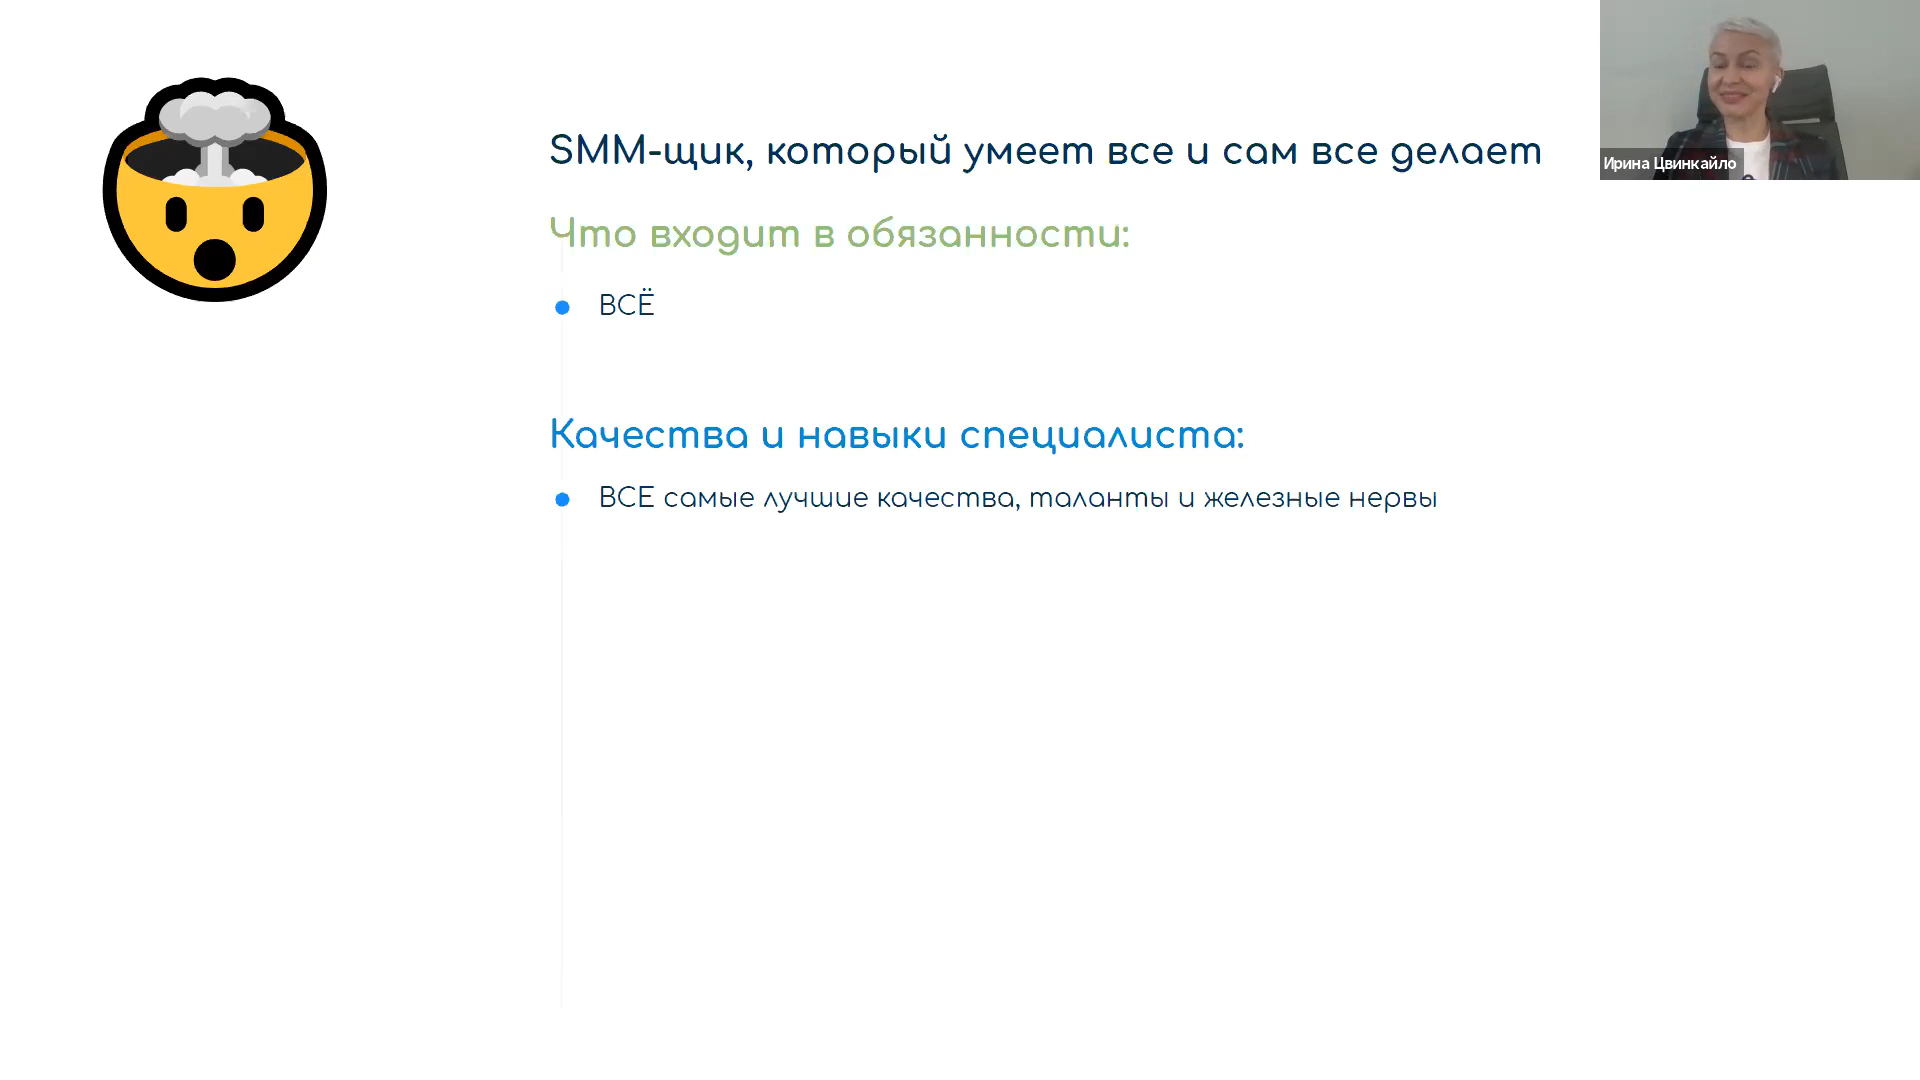 SMM-щик, который умеет все и сам все делает
Ирина Цвинкайло
Что входит в обязанности:
ВСЁ
Качества и навыки специалиста:
ВСЕ самые лучшие качества, таланты и железные нервы